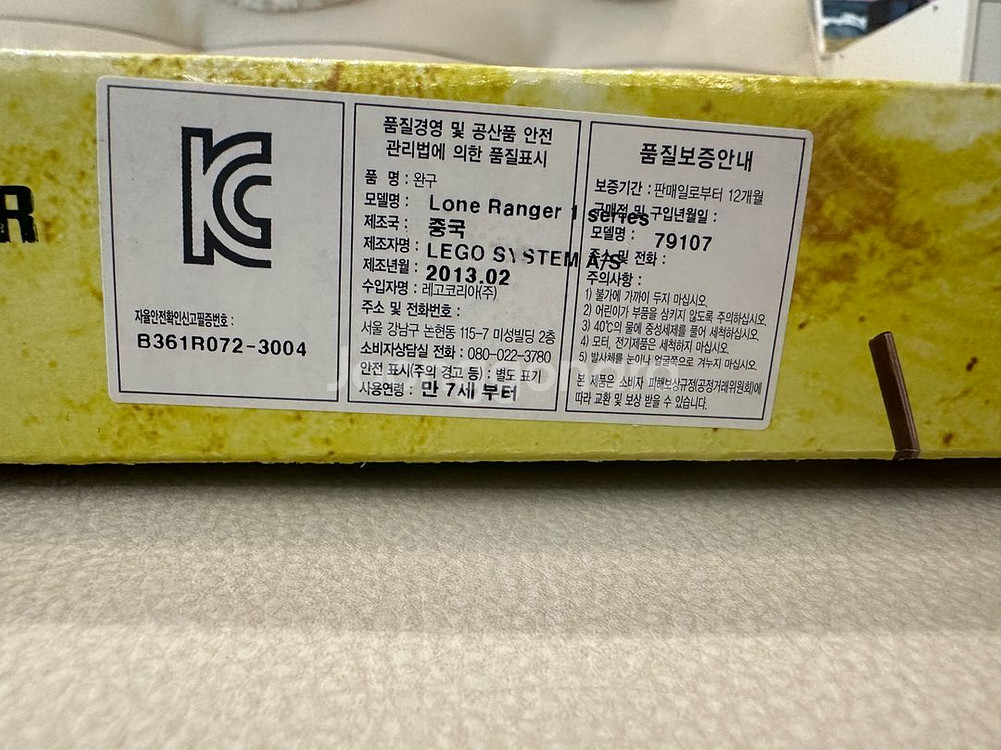 R
KC
자율안전확인신고필증번호 :
B361R072-3004
품질경영 및 공산품 안전
관리법에 의한 품질표시
품 명 : 완구
모델명 : Lone Ranger 1 series
제조국 : 중국
제조자명 : LEGO SYSTEM A/S
제조년월 : 2013.02
수입자명 : 레고코리아(주)
주소 및 전화번호 :
서울 강남구 논현동 115-7 미성빌딩 2층
소비자상담실 전화 : 080-022-3780
안전 표시(주의 경고 등) : 별도 표기
사용연령 : 만 7세 부터
품질보증안내
보증기간 : 판매일로부터 12개월
구매점 및 구입년월일 :
모델명 : 79107
주소 및 전화 :
주의사항 :
1) 불가에 가까이 두지 마십시오.
2) 어린이가 부품을 삼키지 않도록 주의하십시오.
3) 40℃의 물에 중성세제를 풀어 세척하십시오.
4) 모터, 전기제품은 세척하지 마십시오.
5) 발사체를 눈이나 얼굴쪽으로 겨누지 마십시오.
본 제품은 소비자 피해보상규정(공정거래위원회)에
따라 교환 및 보상 받을 수 있습니다.